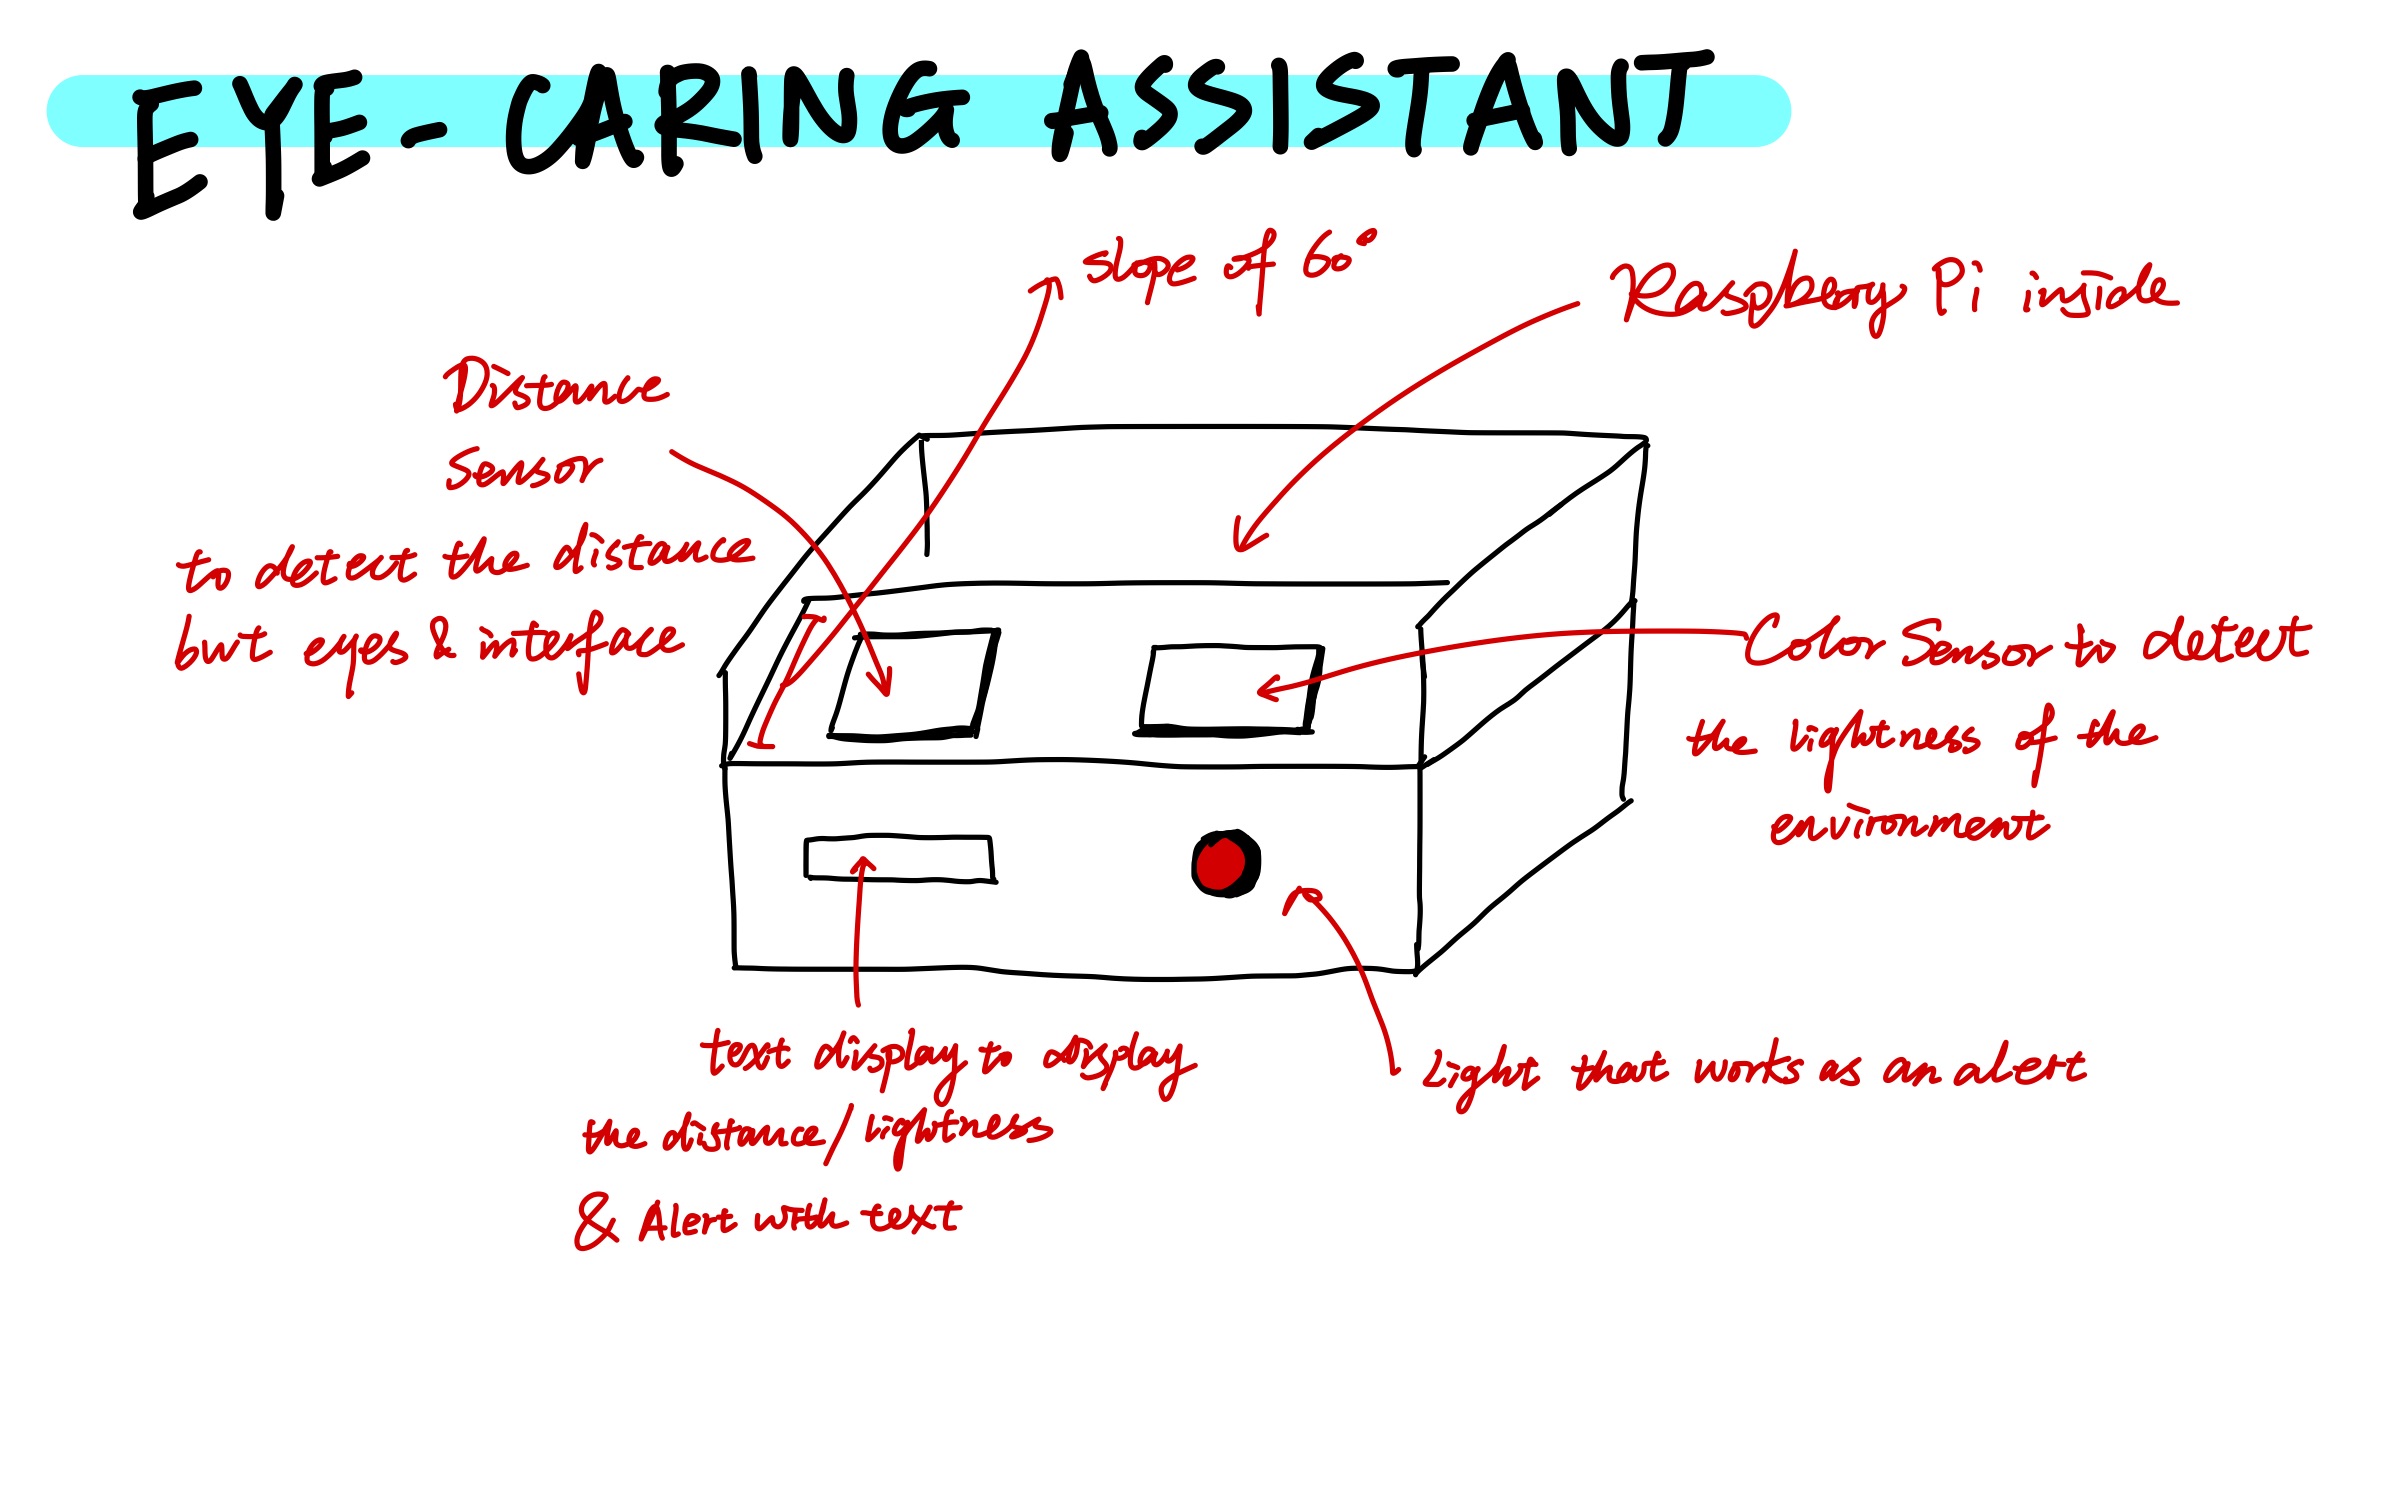 EYE-CARING ASSISTANT
slope of 60°
Raspberry Pi inside
Distance
sensor
to detect the distance
but eyes & interface
Color Sensor to detect
the lightness of the
environment
text display to display
the distance/lightness
& Alert with text
Light that works as an alert